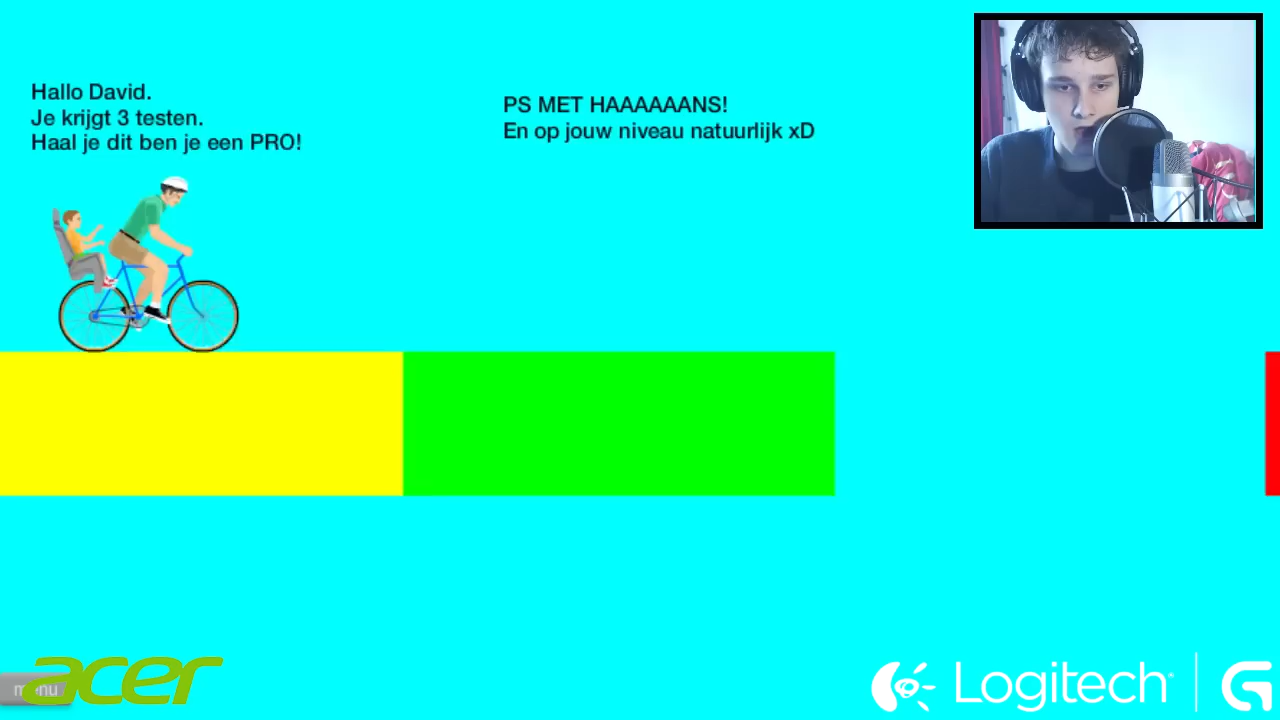 Hallo David.
Je krijgt 3 testen.
Haal je dit ben je een PRO!
PS MET HAAAAAANS!
En op jouw niveau natuurlijk xD
menu
acer
Logitech
G